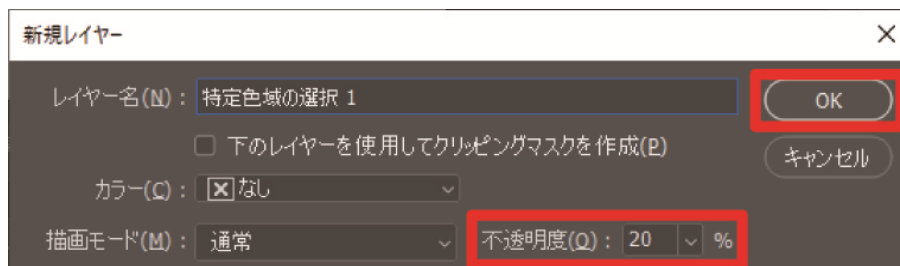 新規レイヤー
レイヤー名(N): 特定色域の選択 1 OK
下のレイヤーを使用してクリッピングマスクを作成(P) キャンセル
カラー(C): なし
描画モード(M): 通常 不透明度(O): 20 %